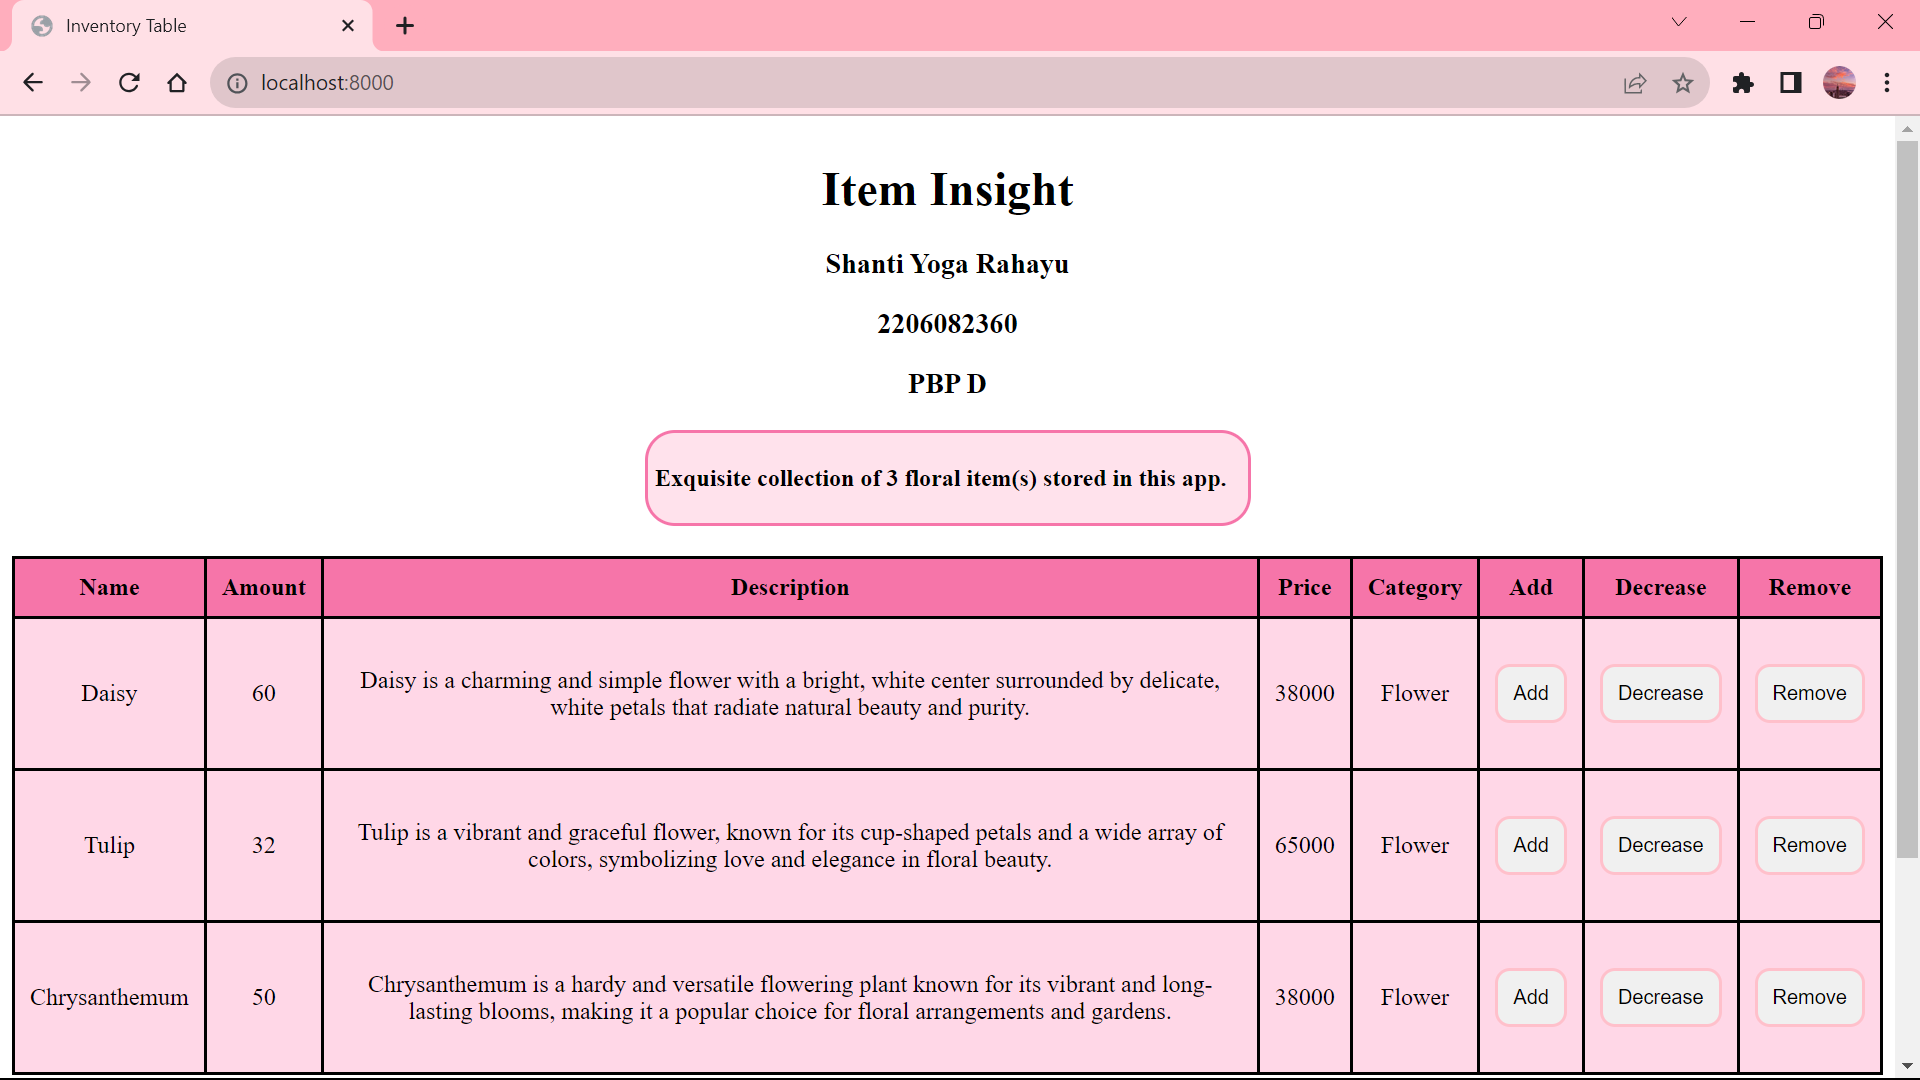 Inventory Table
localhost:8000
Item Insight
Shanti Yoga Rahayu
2206082360
PBP D
Exquisite collection of 3 floral item(s) stored in this app.
Name Amount Description Price Category Add Decrease Remove
Daisy 60 Daisy is a charming and simple flower with a bright, white center surrounded by delicate,
white petals that radiate natural beauty and purity. 38000 Flower Add Decrease Remove
Tulip 32 Tulip is a vibrant and graceful flower, known for its cup-shaped petals and a wide array of
colors, symbolizing love and elegance in floral beauty. 65000 Flower Add Decrease Remove
Chrysanthemum 50 Chrysanthemum is a hardy and versatile flowering plant known for its vibrant and long-
lasting blooms, making it a popular choice for floral arrangements and gardens. 38000 Flower Add Decrease Remove